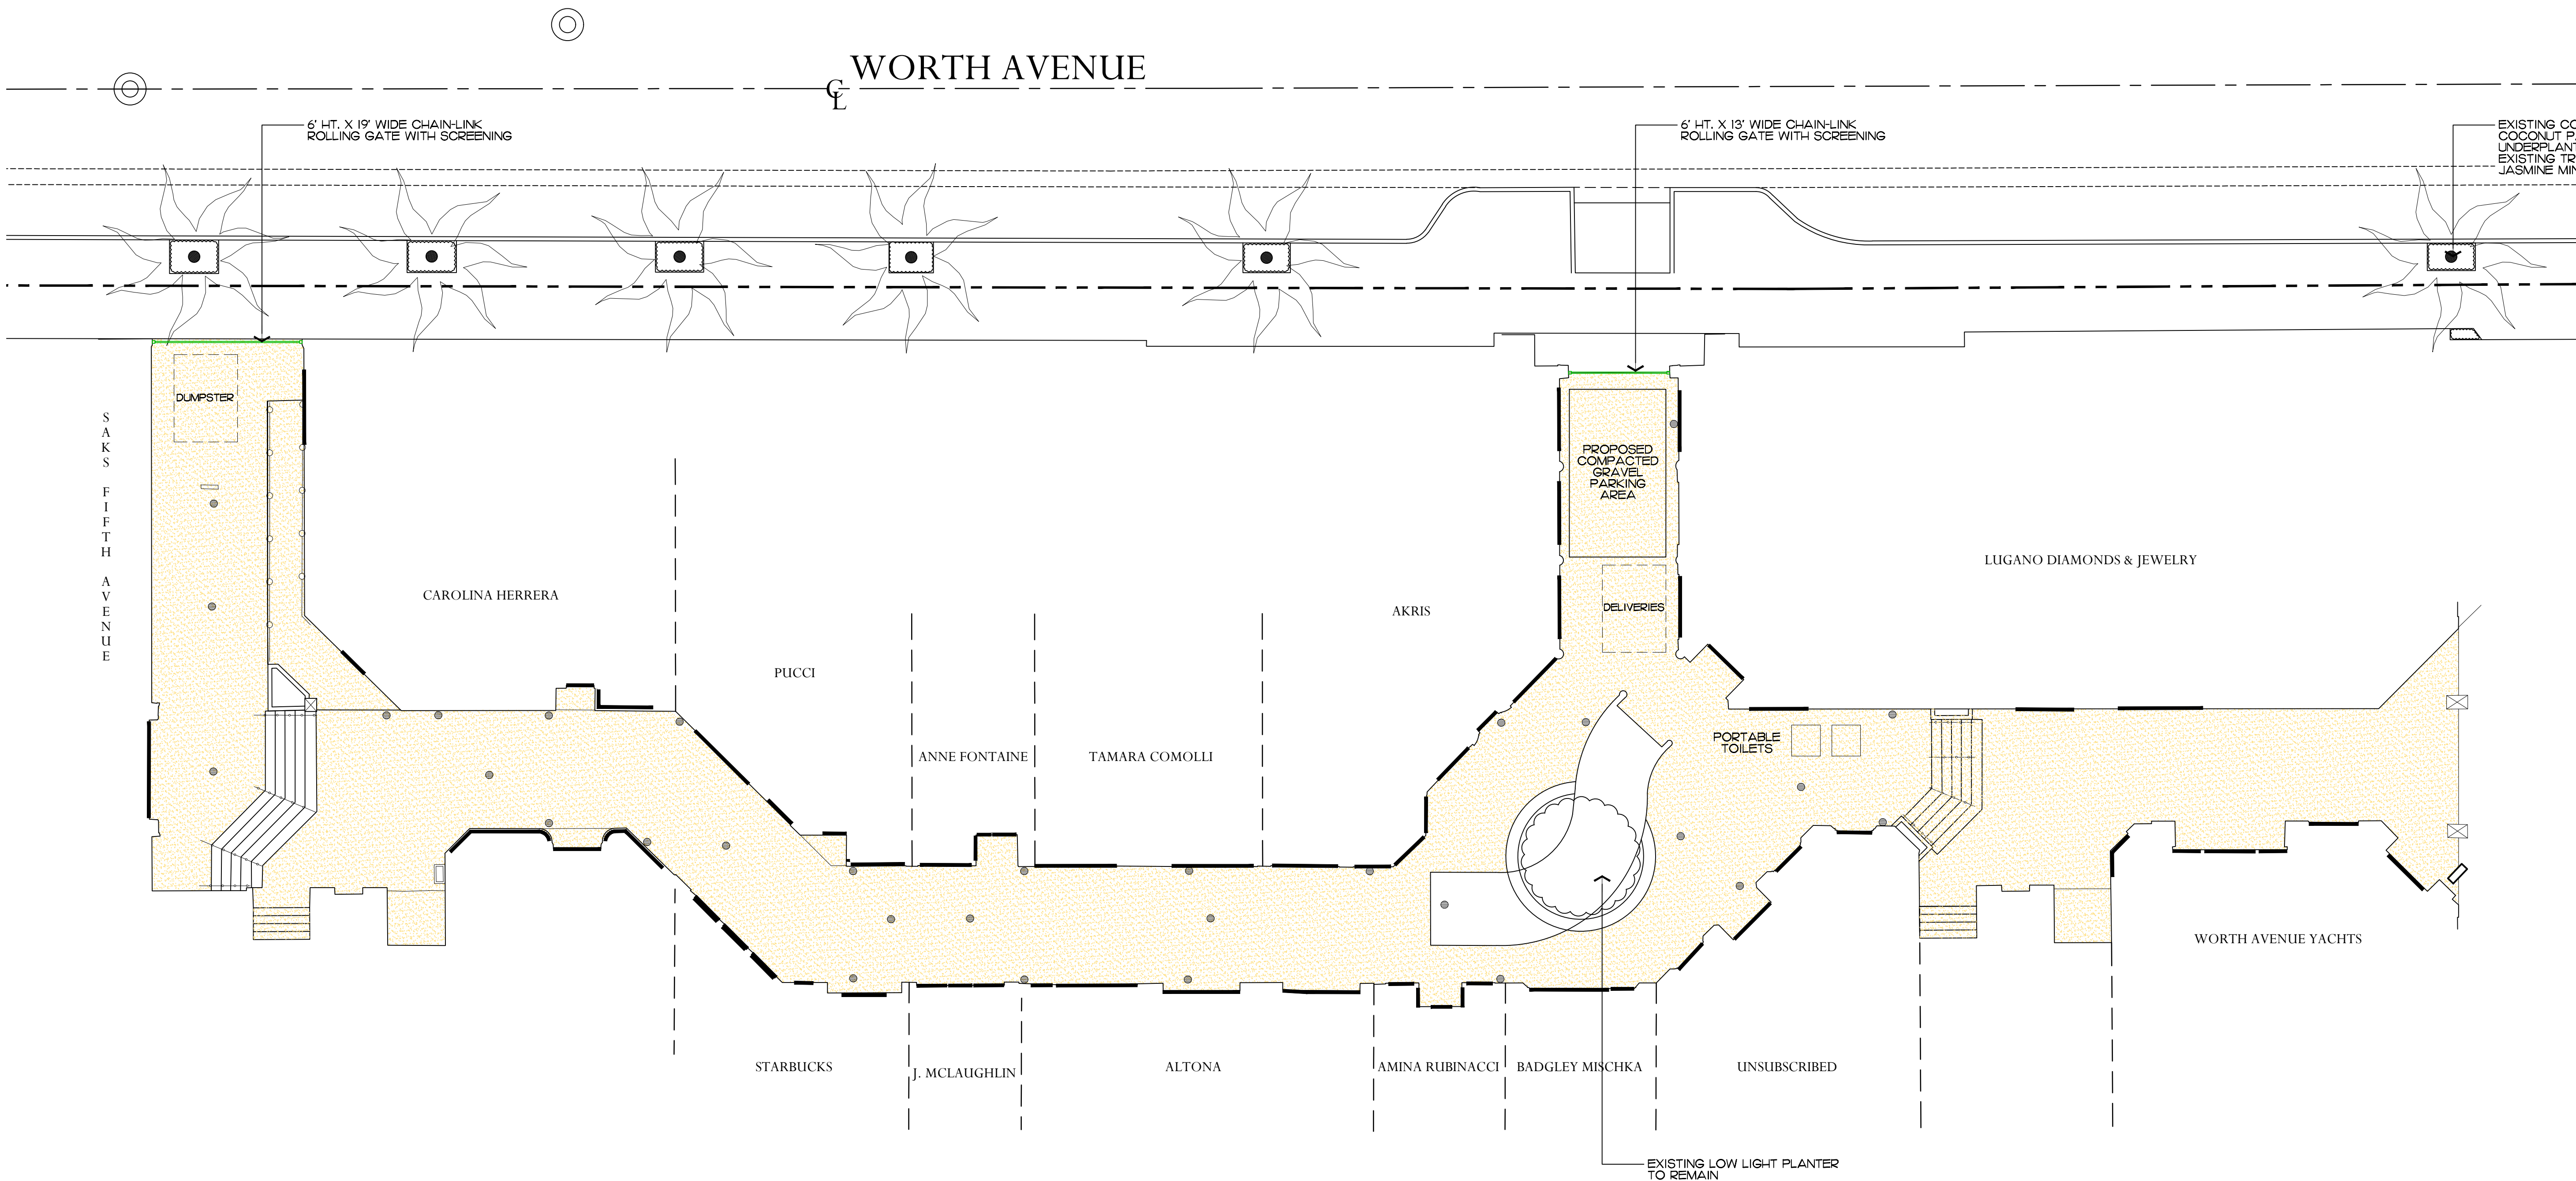 WORTH AVENUE
CL
6' HT. X 19' WIDE CHAIN-LINK
ROLLING GATE WITH SCREENING
6' HT. X 13' WIDE CHAIN-LINK
ROLLING GATE WITH SCREENING
EXISTING CO
COCONUT P
UNDERPLANT
EXISTING TR
JASMINE MIN
DUMPSTER
SAKS FIFTH AVENUE
PROPOSED
COMPACTED
GRAVEL
PARKING
AREA
LUGANO DIAMONDS & JEWELRY
CAROLINA HERRERA
AKRIS
DELIVERIES
PUCCI
PORTABLE
TOILETS
ANNE FONTAINE
TAMARA COMOLLI
WORTH AVENUE YACHTS
STARBUCKS
J. MCLAUGHLIN
ALTONA
AMINA RUBINACCI
BADGLEY MISCHKA
UNSUBSCRIBED
EXISTING LOW LIGHT PLANTER
TO REMAIN